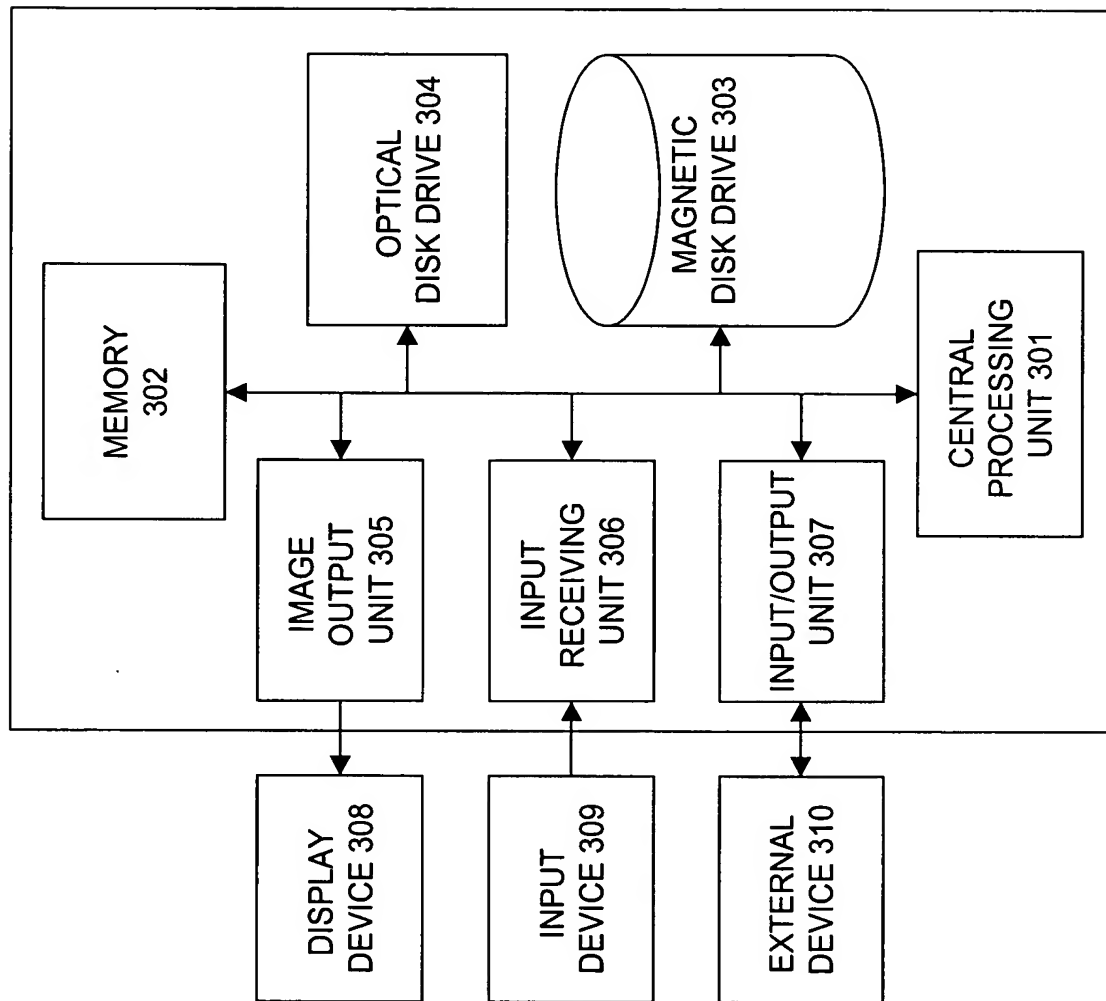 MEMORY
302
OPTICAL
DISK DRIVE 304
MAGNETIC
DISK DRIVE 303
CENTRAL
PROCESSING
UNIT 301
IMAGE
OUTPUT
UNIT 305
INPUT
RECEIVING
UNIT 306
INPUT/OUTPUT
UNIT 307
DISPLAY
DEVICE 308
INPUT
DEVICE 309
EXTERNAL
DEVICE 310